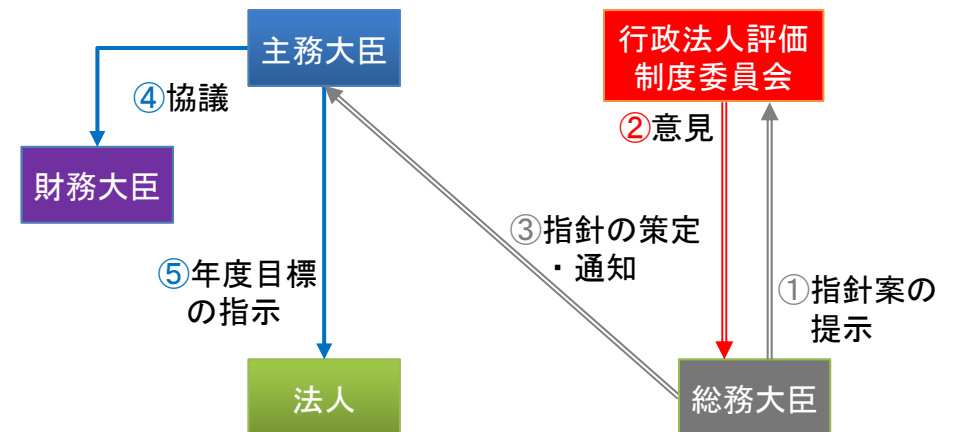 主務大臣
行政法人評価
制度委員会
④協議
②意見
財務大臣
③指針の策定
・通知
⑤年度目標
の指示
①指針案の
提示
法人
総務大臣